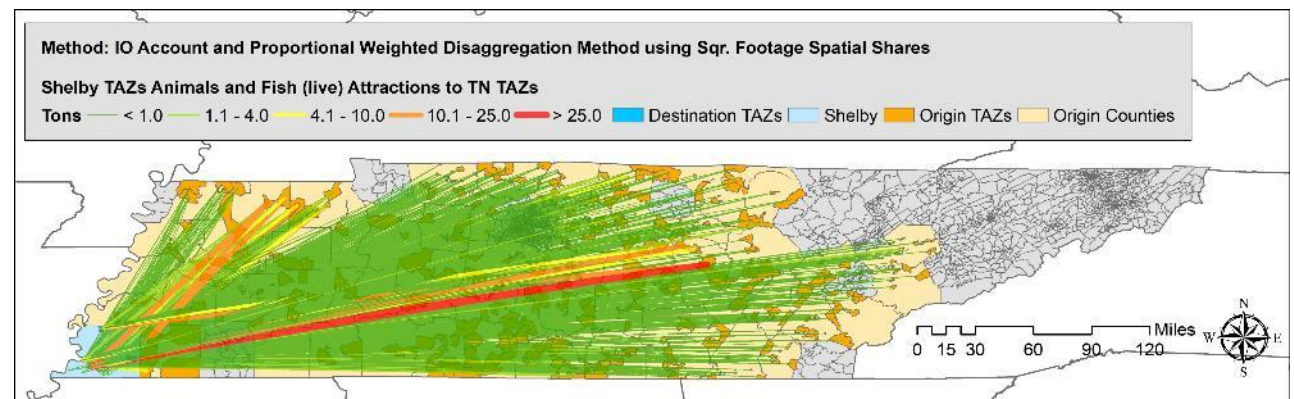 Method: IO Account and Proportional Weighted Disaggregation Method using Sqr. Footage Spatial Shares
Shelby TAZs Animals and Fish (live) Attractions to TN TAZs
Tons < 1.0 1.1 - 4.0 4.1 - 10.0 10.1 - 25.0 > 25.0 Destination TAZs Shelby Origin TAZs Origin Counties
Miles
0 15 30 60 90 120
N
W E
S